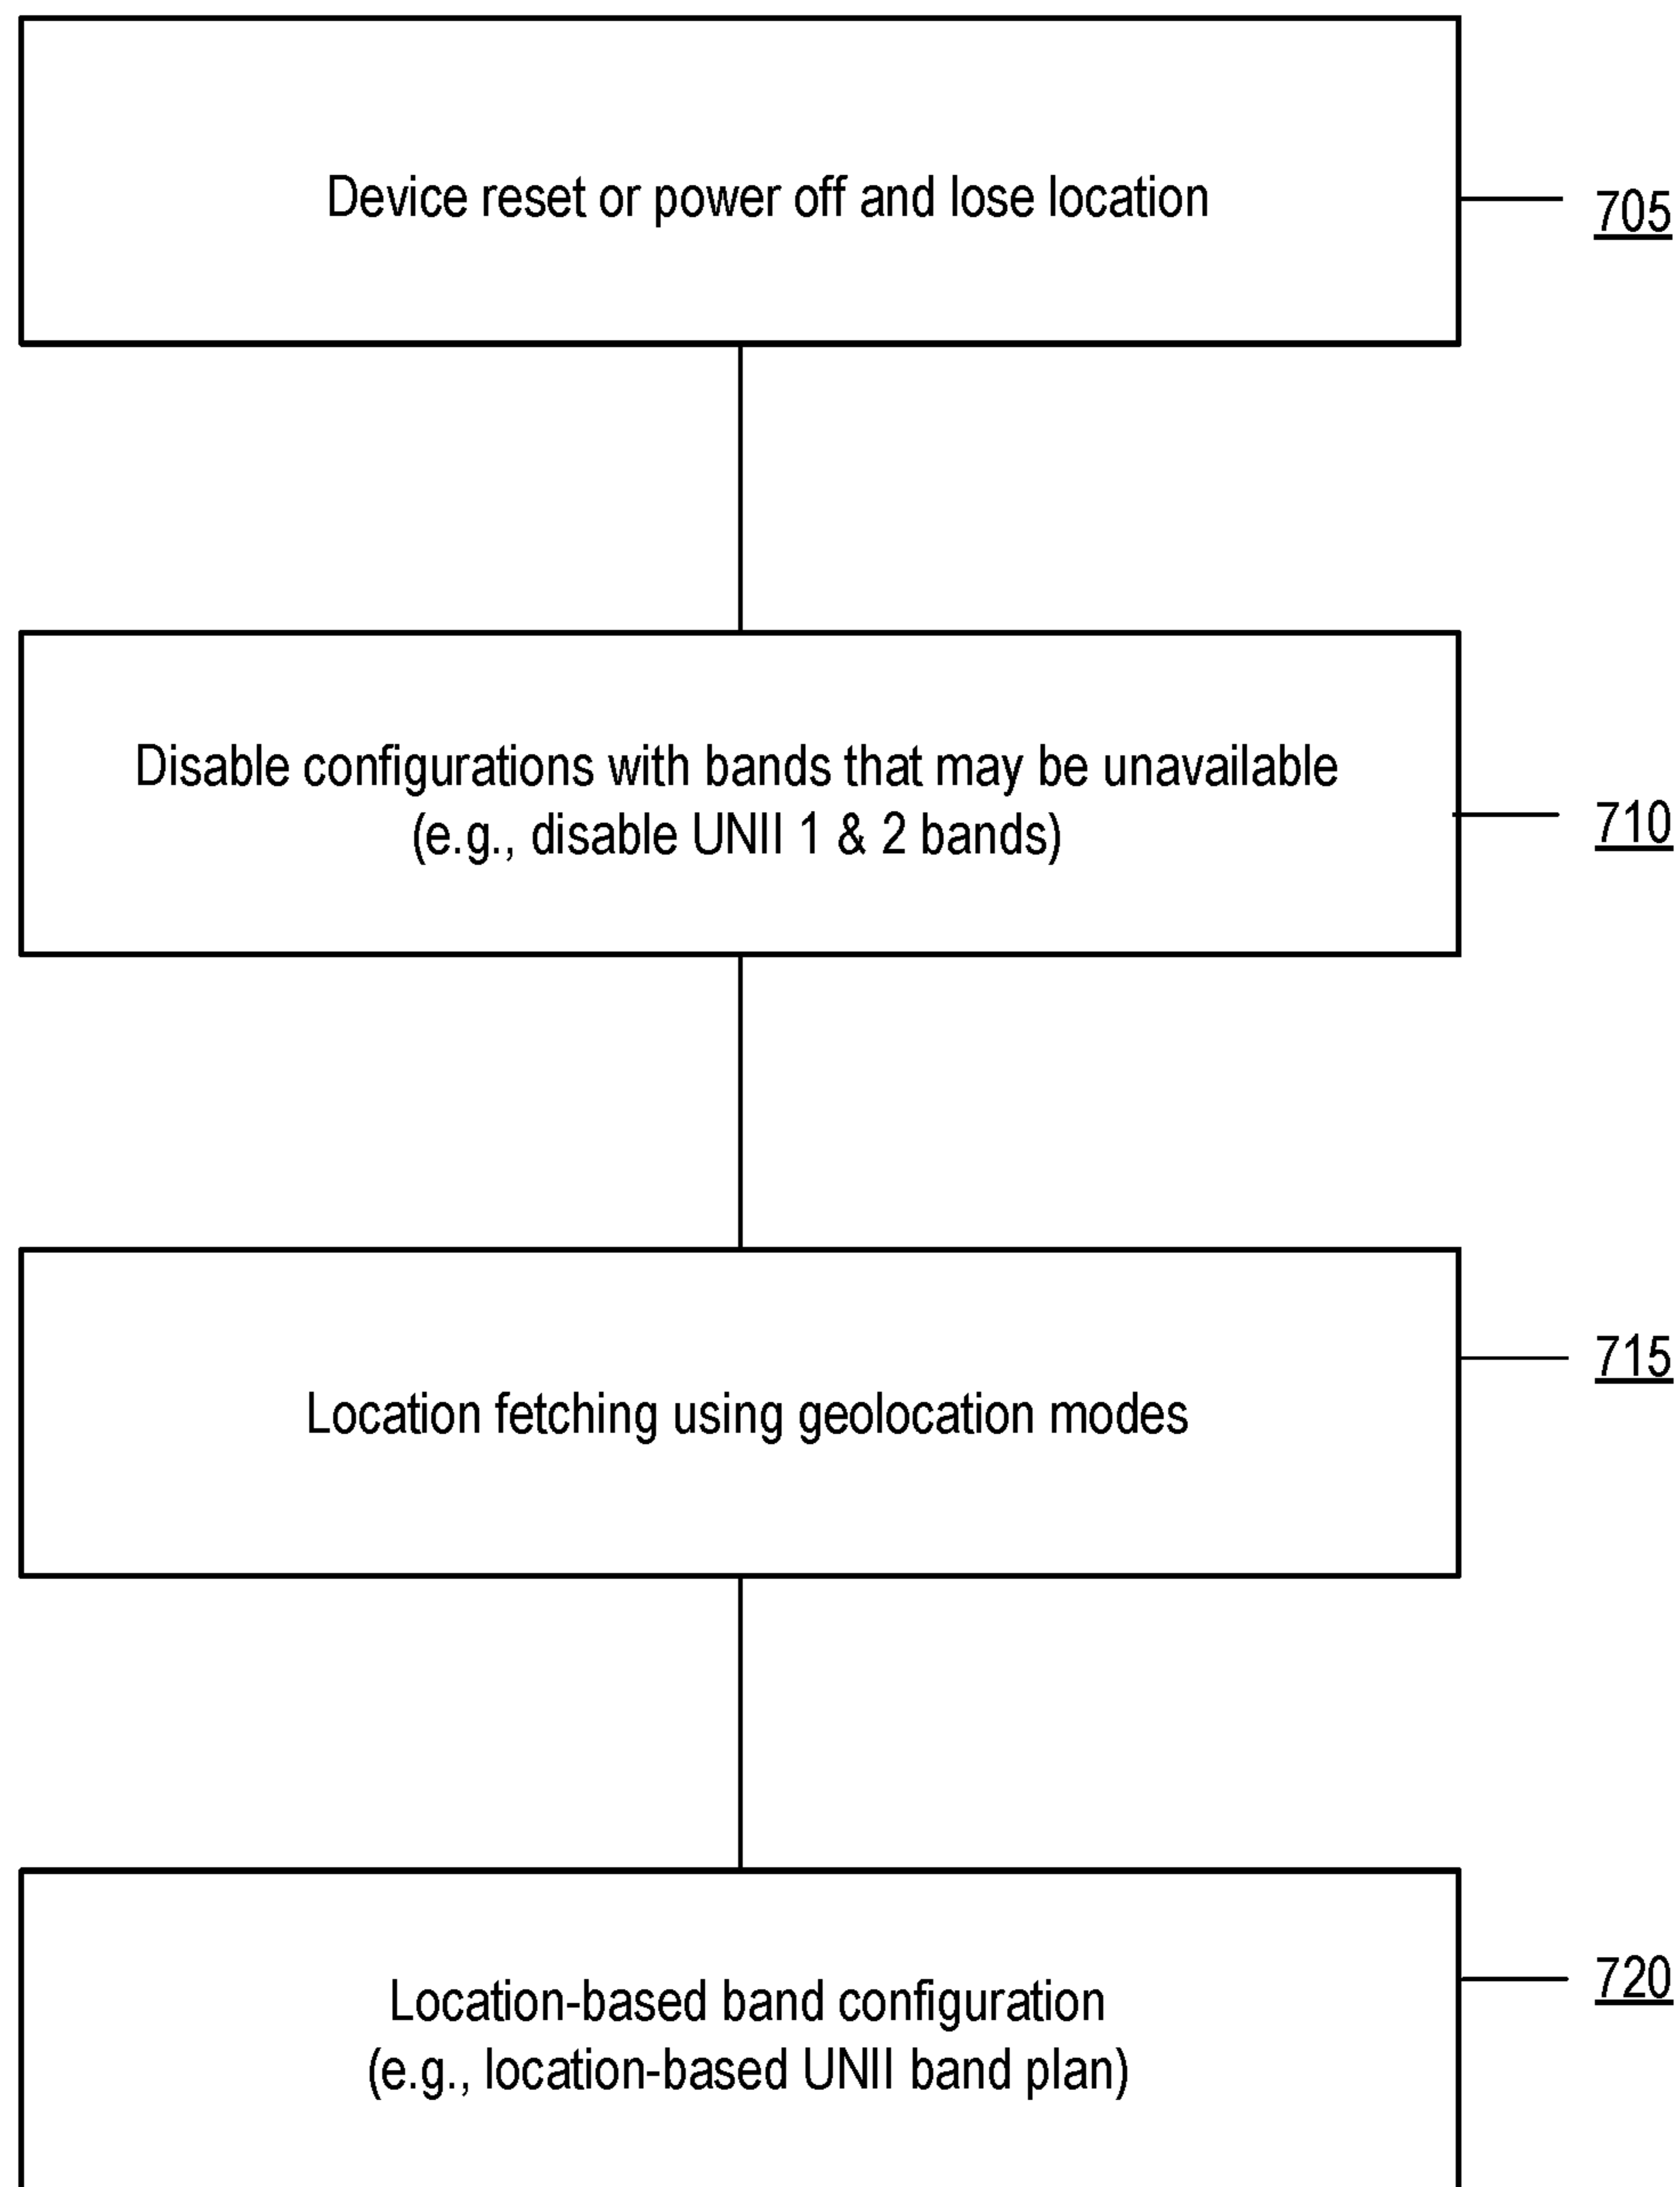 Device reset or power off and lose location
705
Disable configurations with bands that may be unavailable
(e.g., disable UNII 1 & 2 bands)
710
Location fetching using geolocation modes
715
Location-based band configuration
(e.g., location-based UNII band plan)
720